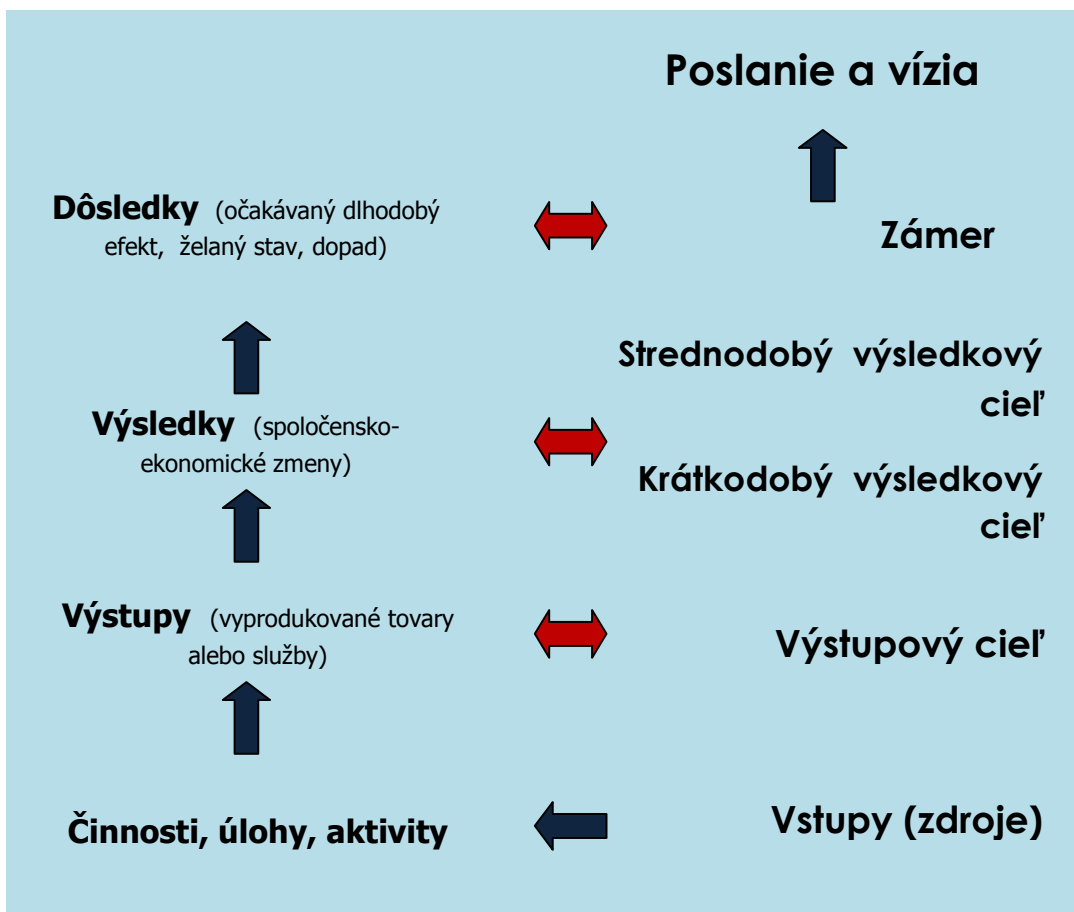 Poslanie a vízia
Dôsledky (očakávaný dlhodobý
efekt, želaný stav, dopad)
Zámer
Strednodobý výsledkový
cieľ
Výsledky (spoločensko-
ekonomické zmeny)
Krátkodobý výsledkový
cieľ
Výstupy (vyprodukované tovary
alebo služby)
Výstupový cieľ
Činnosti, úlohy, aktivity
Vstupy (zdroje)